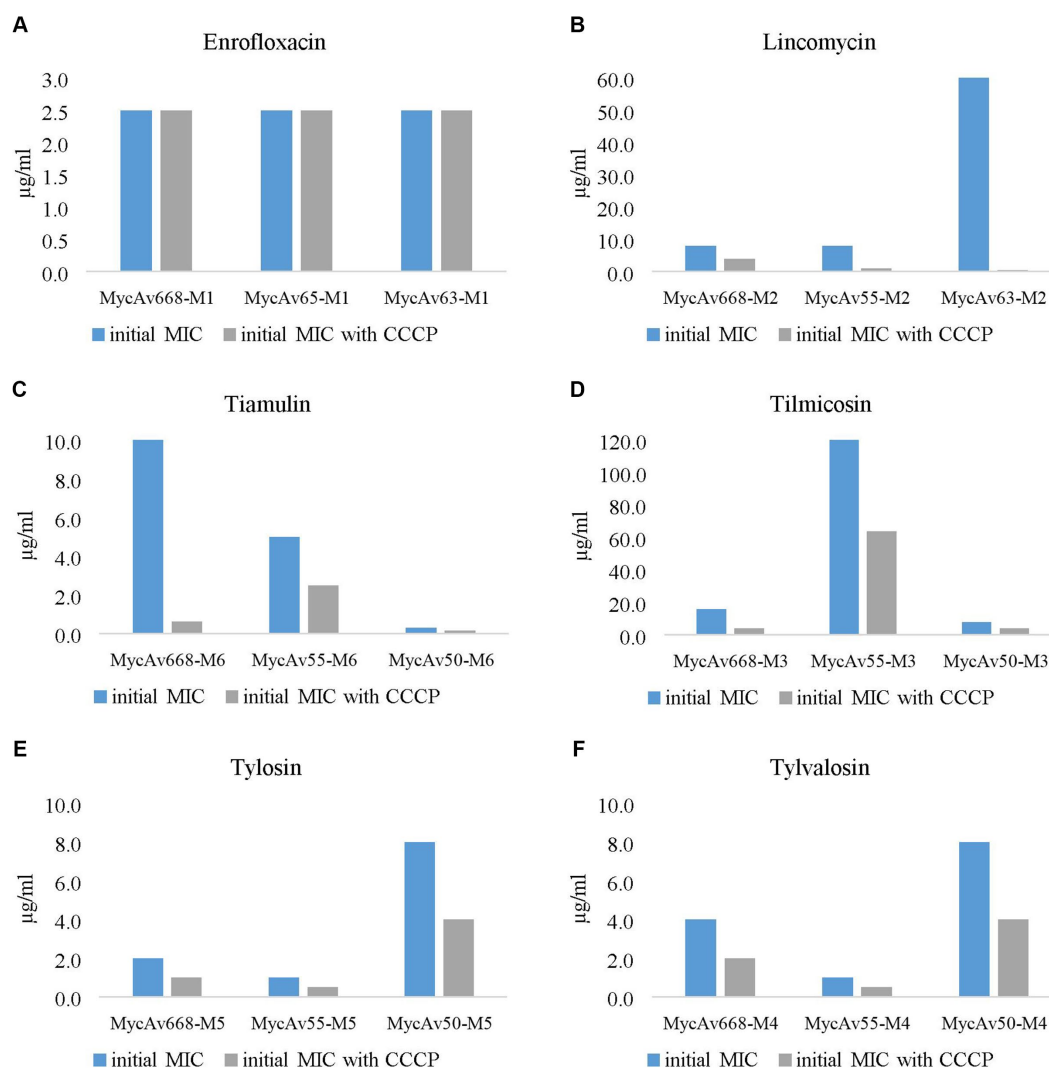 A
Enrofloxacin
3.0
2.5
2.0
1.5
1.0
0.5
0.0
µg/ml
MycAv668-M1 MycAv65-M1 MycAv63-M1
initial MIC initial MIC with CCCP
B
Lincomycin
60.0
50.0
40.0
30.0
20.0
10.0
0.0
µg/ml
MycAv668-M2 MycAv55-M2 MycAv63-M2
initial MIC initial MIC with CCCP
C
Tiamulin
10.0
8.0
6.0
4.0
2.0
0.0
µg/ml
MycAv668-M6 MycAv55-M6 MycAv50-M6
initial MIC initial MIC with CCCP
D
Tilmicosin
120.0
100.0
80.0
60.0
40.0
20.0
0.0
µg/ml
MycAv668-M3 MycAv55-M3 MycAv50-M3
initial MIC initial MIC with CCCP
E
Tylosin
10.0
8.0
6.0
4.0
2.0
0.0
µg/ml
MycAv668-M5 MycAv55-M5 MycAv50-M5
initial MIC initial MIC with CCCP
F
Tylvalosin
10.0
8.0
6.0
4.0
2.0
0.0
µg/ml
MycAv668-M4 MycAv55-M4 MycAv50-M4
initial MIC initial MIC with CCCP